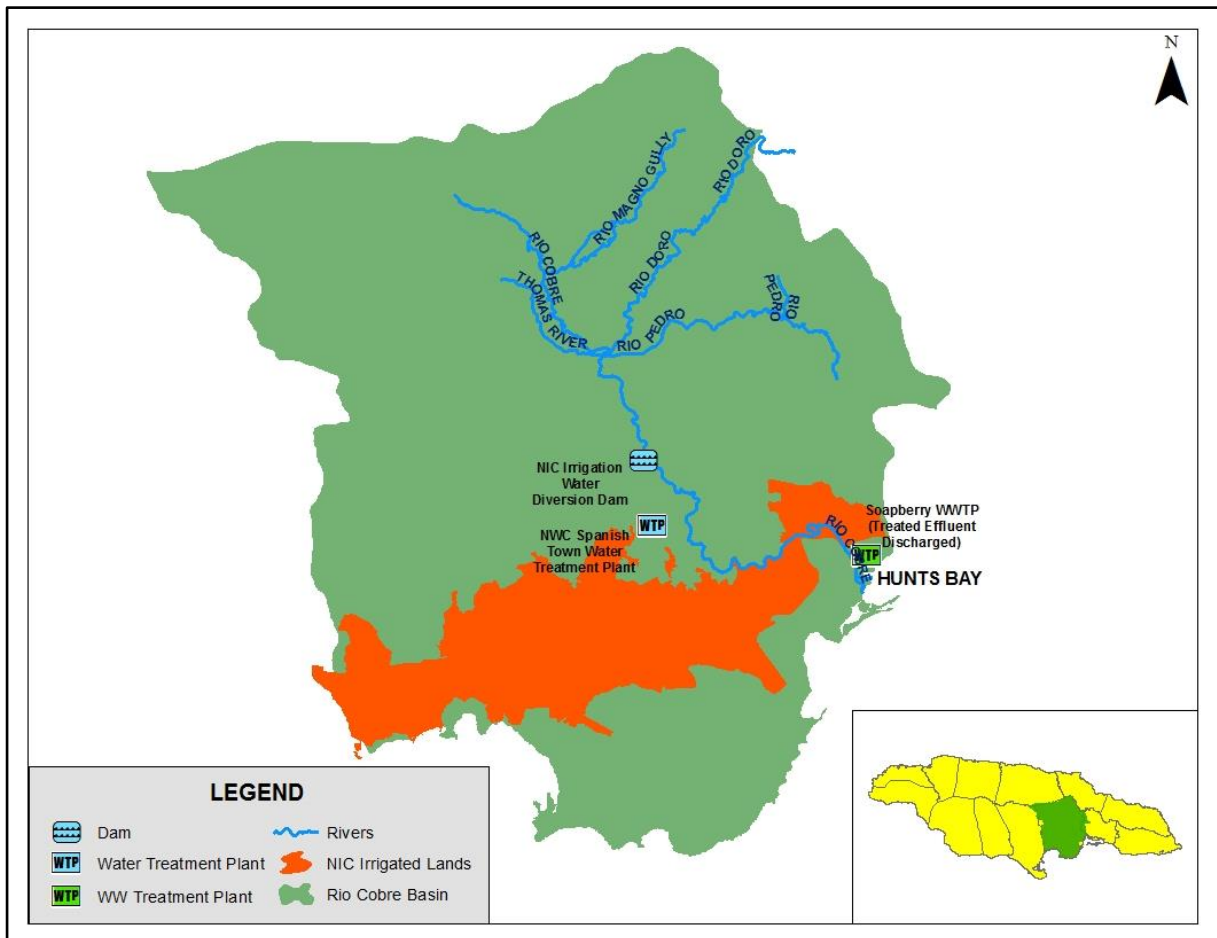 N
RIO MAGNO GULLY
RIO DORO
RIO COBRE
RIO DORO
THOMAS RIVER
RIO PEDRO
RIO
PEDRO
NIC Irrigation
Water
Diversion Dam
NWC Spanish
Town Water
Treatment Plant
WTP
RIO COBRE
Soapberry WWTP
(Treated Effluent
Discharged)
WTP
HUNTS BAY
LEGEND
Dam
Rivers
WTP
Water Treatment Plant
NIC Irrigated Lands
WTP
WW Treatment Plant
Rio Cobre Basin